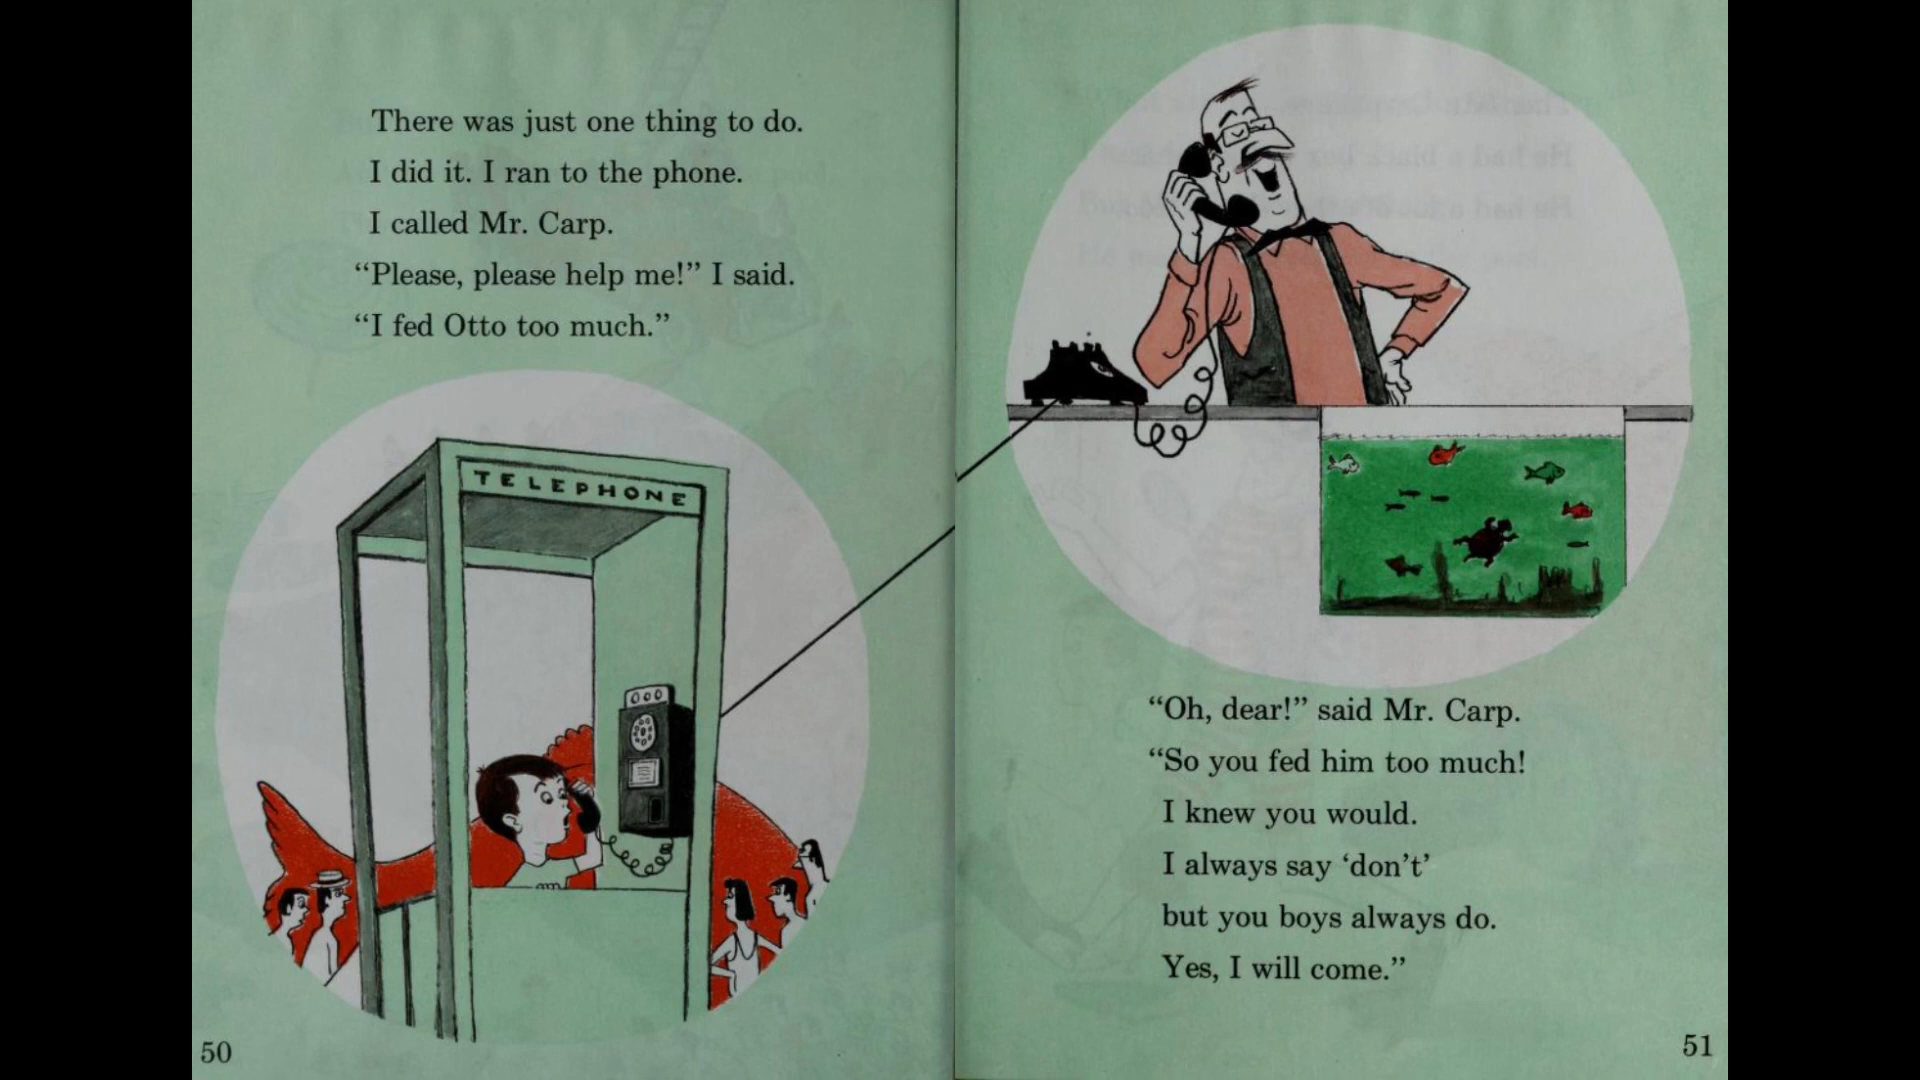 There was just one thing to do.
I did it. I ran to the phone.
I called Mr. Carp.
“Please, please help me!” I said.
“I fed Otto too much.”
TELEPHONE
50
“Oh, dear!” said Mr. Carp.
“So you fed him too much!
I knew you would.
I always say ‘don’t’
but you boys always do.
Yes, I will come.”
51